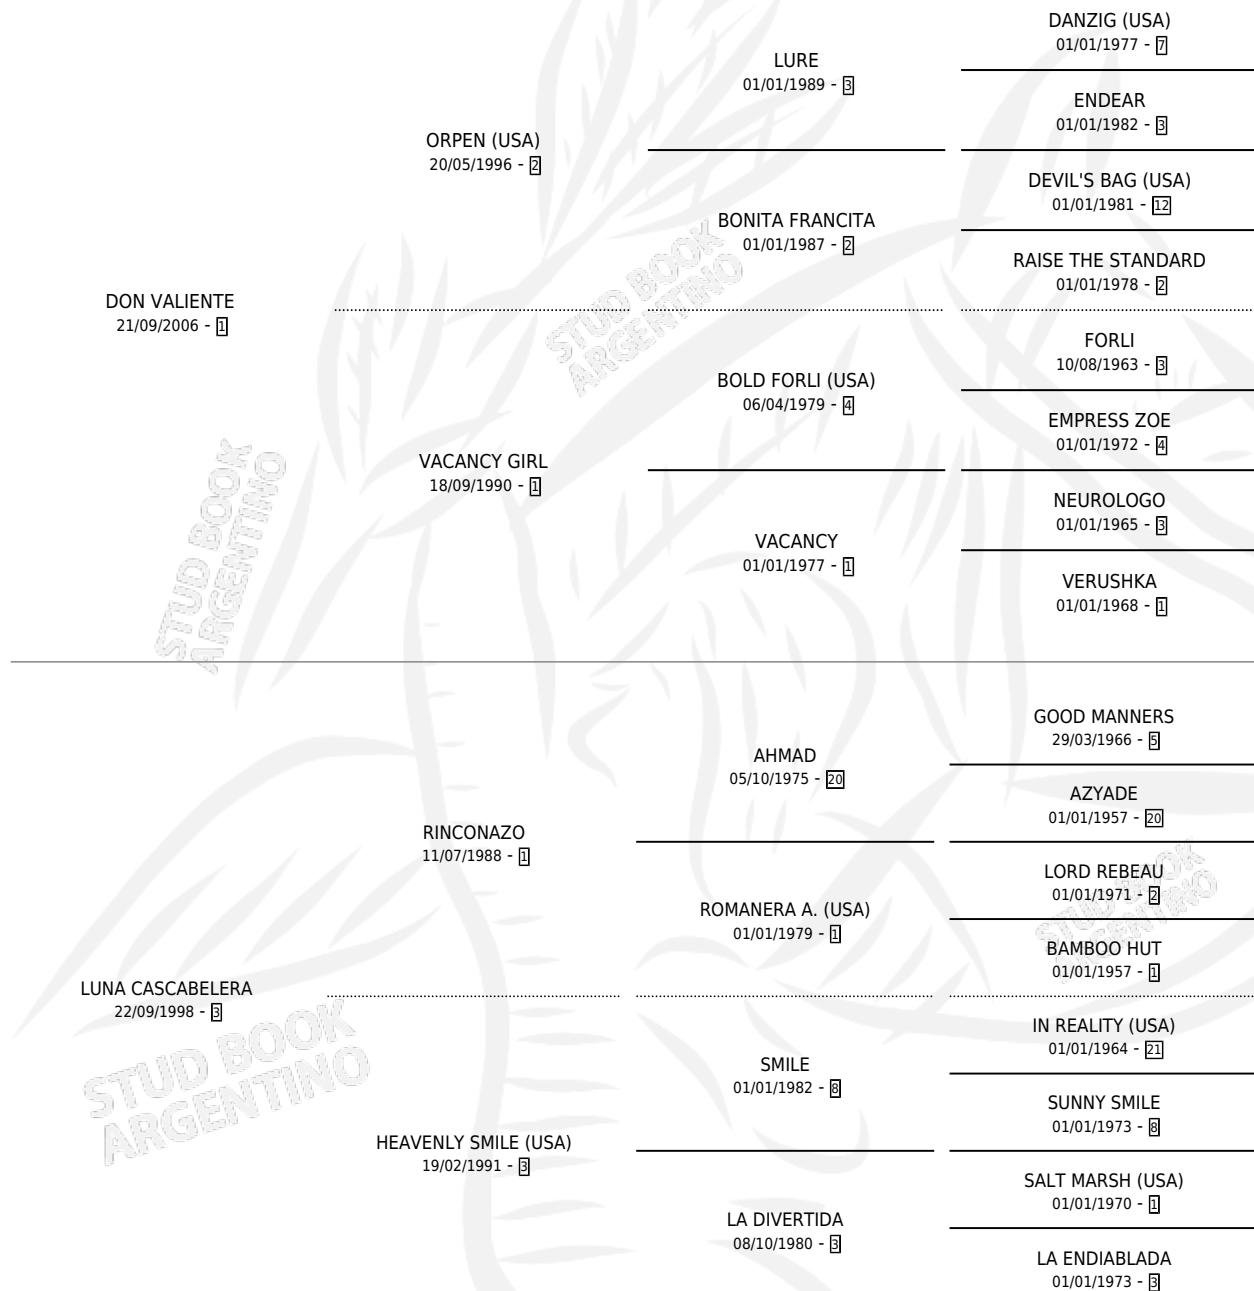 DANZIG (USA)
01/01/1977 - 7
LURE
01/01/1989 - 3
ENDEAR
01/01/1982 - 3
ORPEN (USA)
20/05/1996 - 2
DEVIL'S BAG (USA)
01/01/1981 - 12
BONITA FRANCITA
01/01/1987 - 2
RAISE THE STANDARD
01/01/1978 - 2
DON VALIENTE
21/09/2006 - 1
FORLI
10/08/1963 - 3
BOLD FORLI (USA)
06/04/1979 - 4
EMPRESS ZOE
01/01/1972 - 4
VACANCY GIRL
18/09/1990 - 1
NEUROLOGO
01/01/1965 - 3
VACANCY
01/01/1977 - 1
VERUSHKA
01/01/1968 - 1
GOOD MANNERS
29/03/1966 - 5
AHMAD
05/10/1975 - 20
AZYADE
01/01/1957 - 20
RINCONAZO
11/07/1988 - 1
LORD REBEAU
01/01/1971 - 2
ROMANERA A. (USA)
01/01/1979 - 1
BAMBOO HUT
01/01/1957 - 1
LUNA CASCABELERA
22/09/1998 - 3
IN REALITY (USA)
01/01/1964 - 21
SMILE
01/01/1982 - 8
SUNNY SMILE
01/01/1973 - 8
HEAVENLY SMILE (USA)
19/02/1991 - 3
SALT MARSH (USA)
01/01/1970 - 1
LA DIVERTIDA
08/10/1980 - 3
LA ENDIABLADA
01/01/1973 - 3
STUD BOOK
ARGENTINO
STUD BOOK
ARGENTINO
STUD BOOK
ARGENTINO
STUD BOOK
ARGENTINO